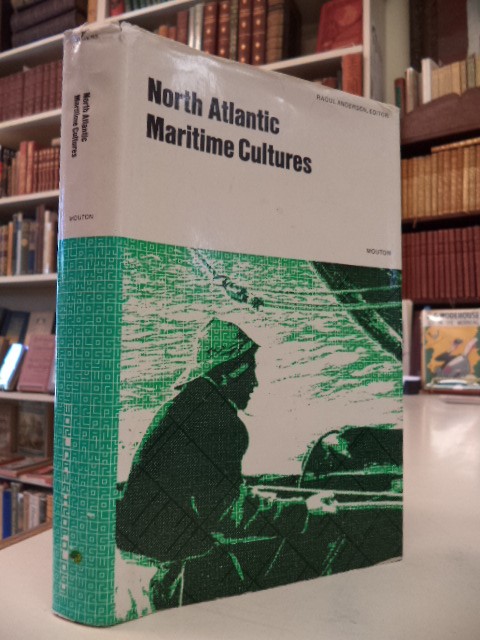 RAOUL ANDERSEN, EDITOR
North Atlantic
Maritime Cultures
MOUTON
North Atlantic
Maritime Cultures
MOUTON